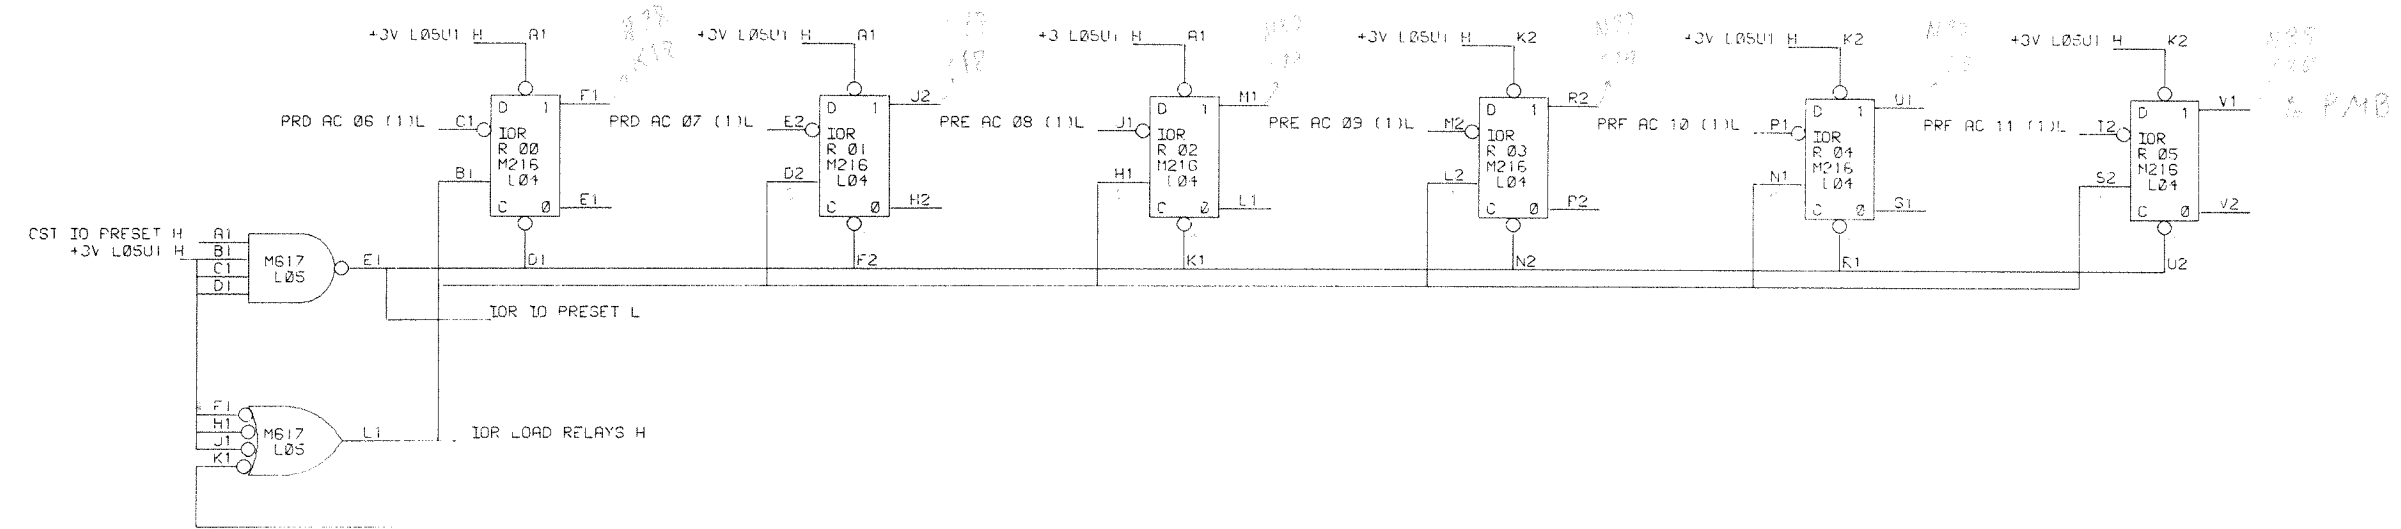 +3V L05U1 H A1
F1
PRD AC 06 (1)L C1
D 1
IOR
R 00
M216
L04
B1
E1
C 0
D1
+3V L05U1 H A1
J2
PRD AC 07 (1)L E2
D 1
IOR
R 01
M216
L04
D2
H2
C 0
F2
+3 L05U1 H A1
M1
PRE AC 08 (1)L J1
D 1
IOR
R 02
M216
L04
H1
L1
C 0
K1
+3V L05U1 H K2
R2
PRE AC 09 (1)L M2
D 1
IOR
R 03
M216
L04
L2
P2
C 0
N2
+3V L05U1 H K2
U1
PRF AC 10 (1)L P1
D 1
IOR
R 04
M216
L04
N1
S1
C 0
R1
+3V L05U1 H K2
V1
& PMB
PRF AC 11 (1)L T2
D 1
IOR
R 05
M216
L04
S2
V2
C 0
U2
CST IO PRESET H A1
+3V L05U1 H B1
C1
D1
M617
L05
E1
IOR IO PRESET L
F1
H1
J1
K1
M617
L05
L1
IOR LOAD RELAYS H